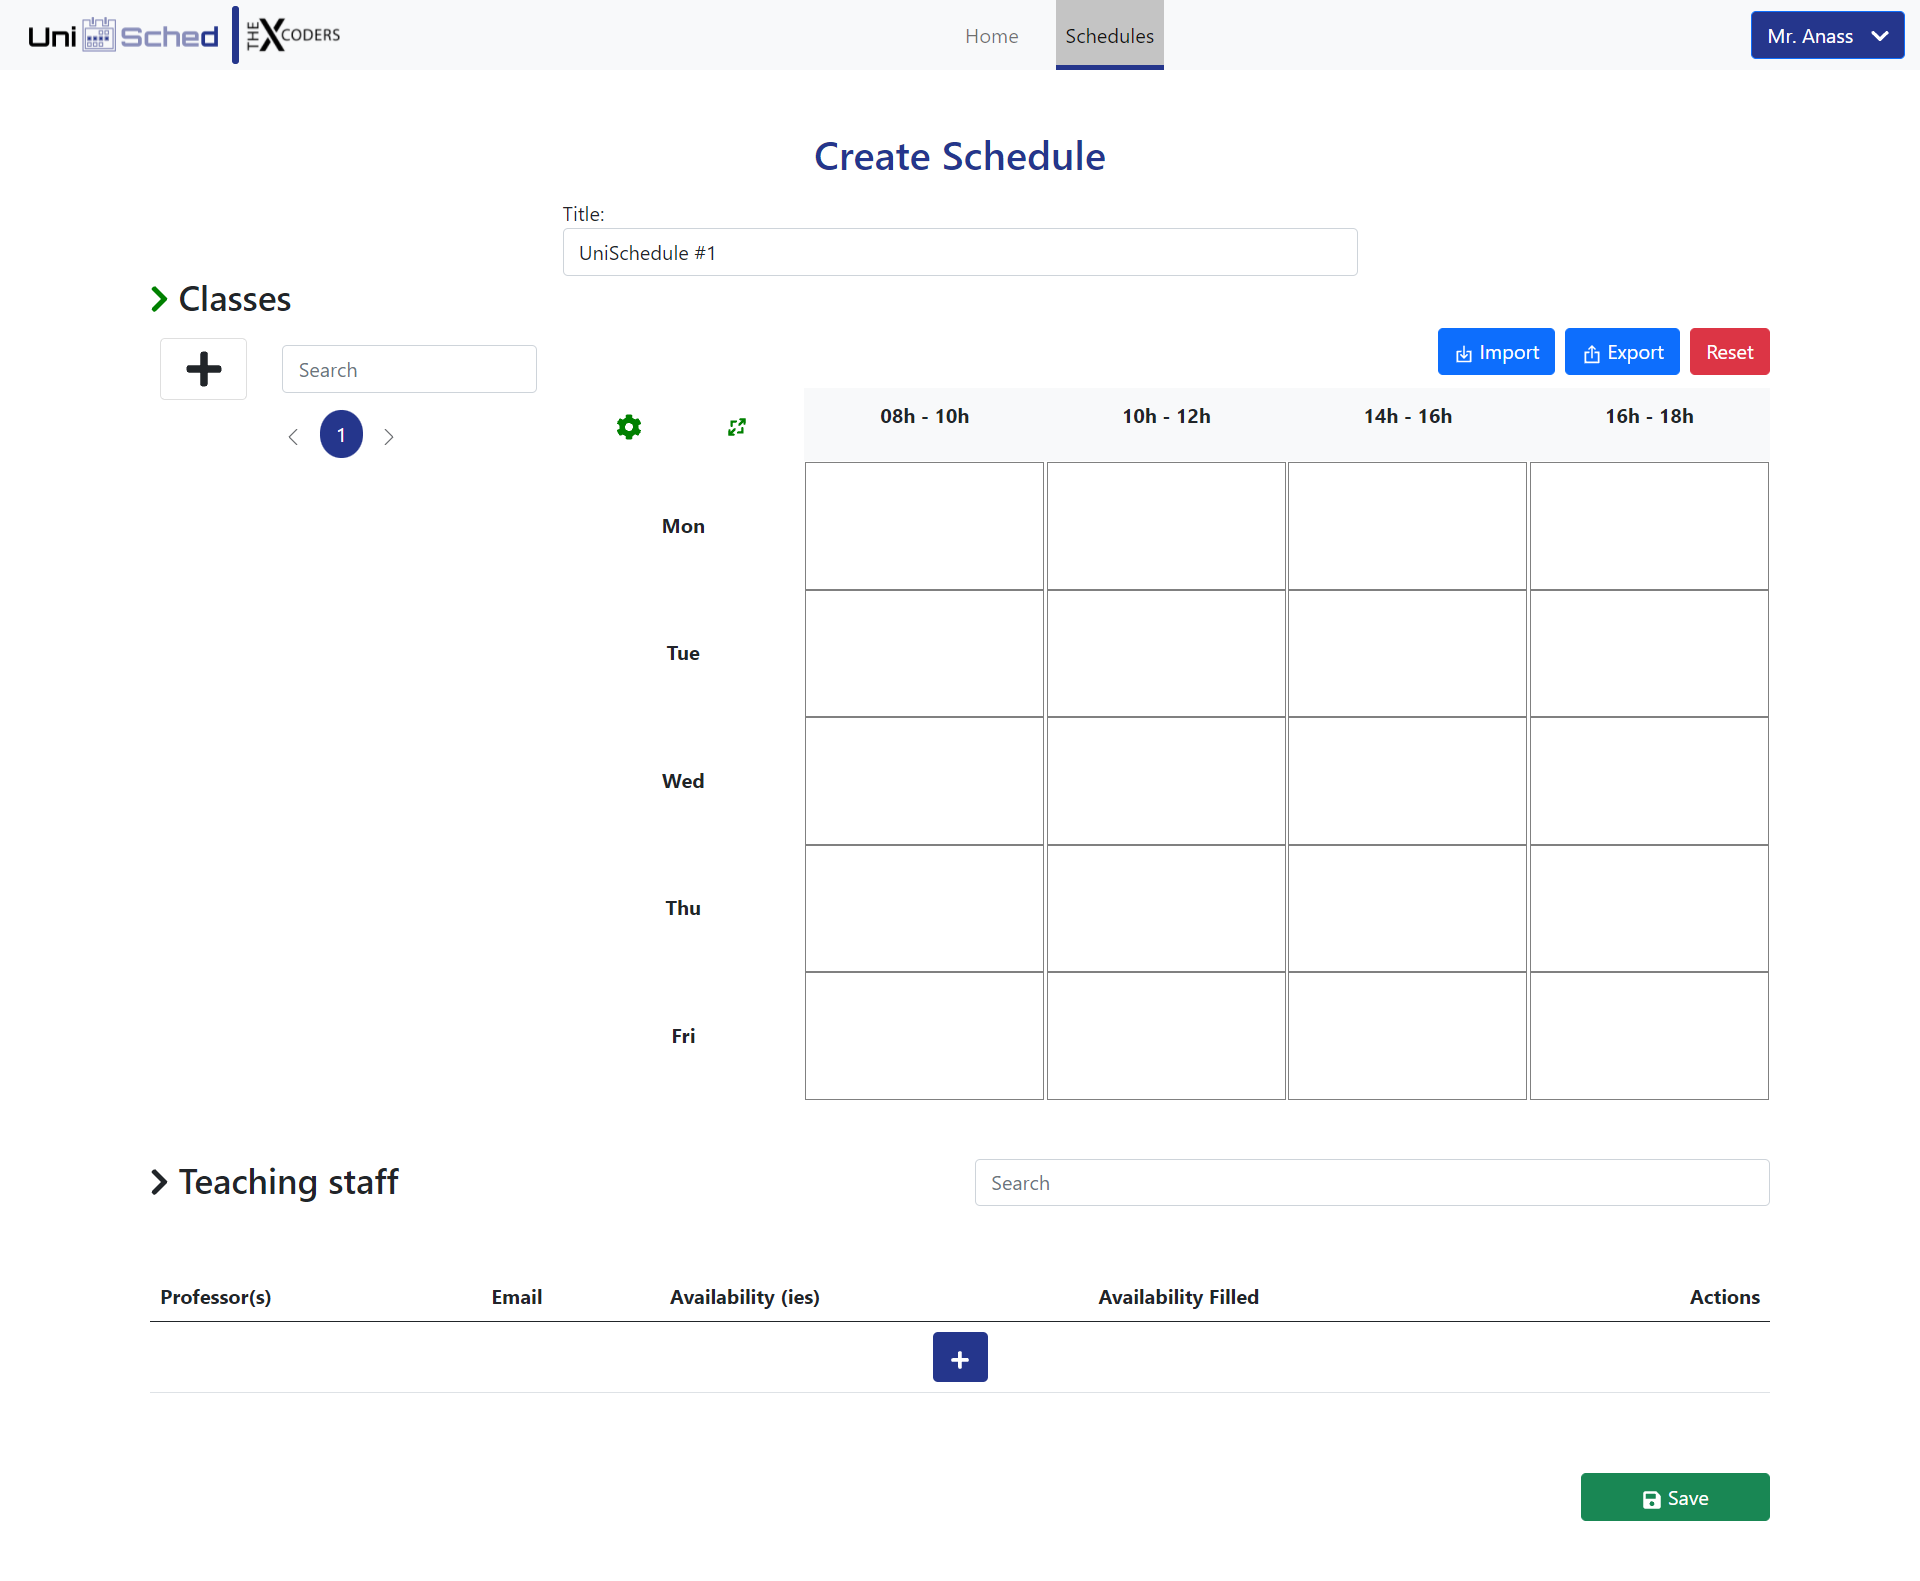 Uni Sched THE XCODERS
Home Schedules Mr. Anass
Create Schedule
Title:
UniSchedule #1
Classes
Search
Import Export Reset
1
08h - 10h 10h - 12h 14h - 16h 16h - 18h
Mon
Tue
Wed
Thu
Fri
Teaching staff
Search
Professor(s) Email Availability (ies) Availability Filled Actions
Save